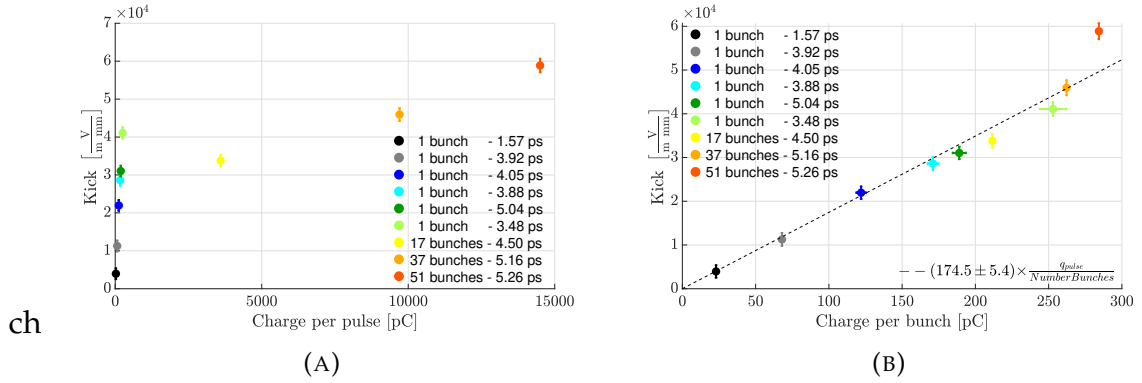 ×10⁴
7
6
5
4
3
2
1
0
Kick [V/m mm]
1 bunch - 1.57 ps
1 bunch - 3.92 ps
1 bunch - 4.05 ps
1 bunch - 3.88 ps
1 bunch - 5.04 ps
1 bunch - 3.48 ps
17 bunches - 4.50 ps
37 bunches - 5.16 ps
51 bunches - 5.26 ps
0 5000 10000 15000
Charge per pulse [pC]
ch
(A)
×10⁴
6
5
4
3
2
1
0
Kick [V/m mm]
1 bunch - 1.57 ps
1 bunch - 3.92 ps
1 bunch - 4.05 ps
1 bunch - 3.88 ps
1 bunch - 5.04 ps
1 bunch - 3.48 ps
17 bunches - 4.50 ps
37 bunches - 5.16 ps
51 bunches - 5.26 ps
- - (174.5 ± 5.4)× q_pulse/NumberBunches
0 50 100 150 200 250 300
Charge per bunch [pC]
(B)